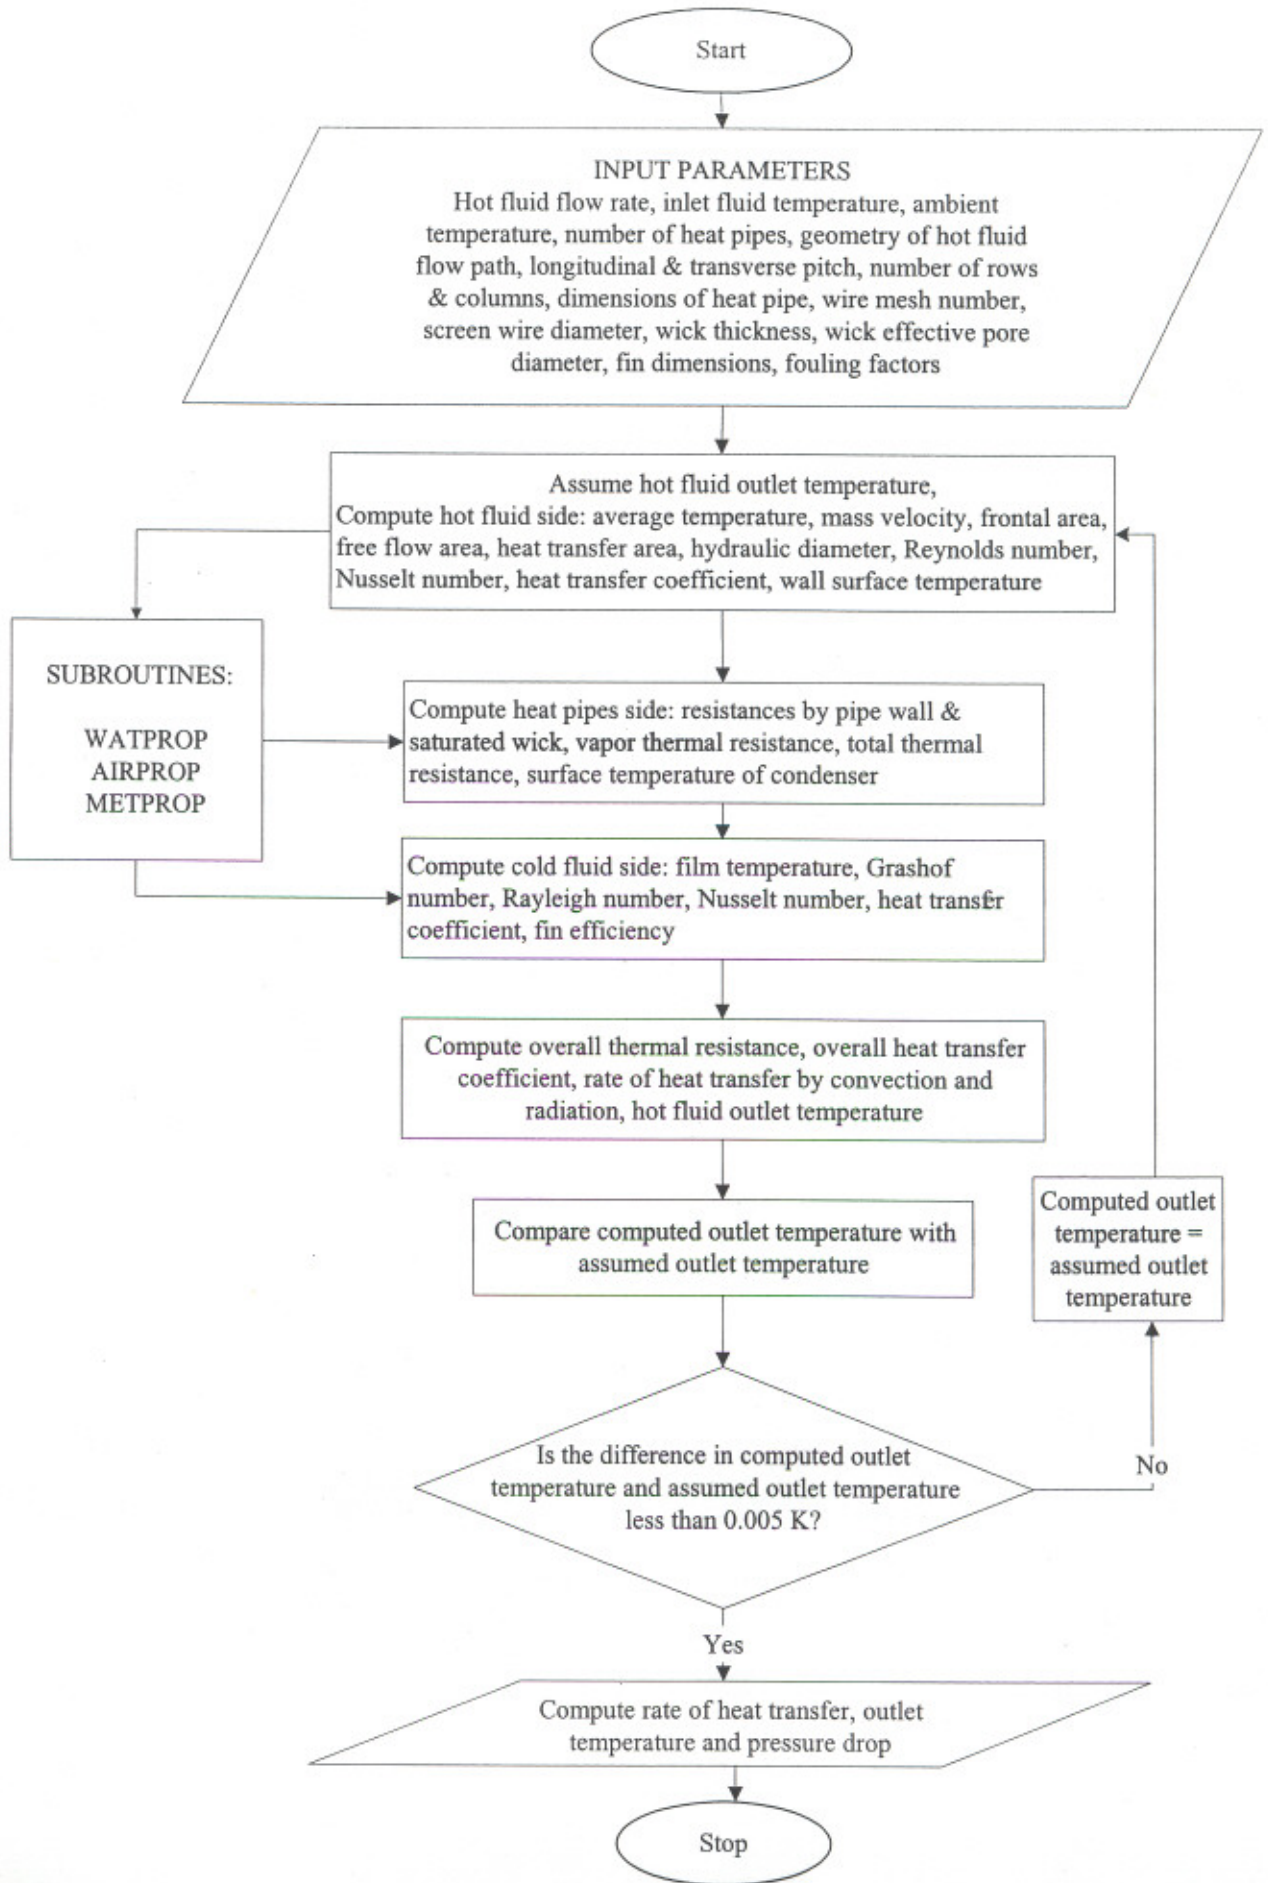 Start
INPUT PARAMETERS
Hot fluid flow rate, inlet fluid temperature, ambient
temperature, number of heat pipes, geometry of hot fluid
flow path, longitudinal & transverse pitch, number of rows
& columns, dimensions of heat pipe, wire mesh number,
screen wire diameter, wick thickness, wick effective pore
diameter, fin dimensions, fouling factors
Assume hot fluid outlet temperature,
Compute hot fluid side: average temperature, mass velocity, frontal area,
free flow area, heat transfer area, hydraulic diameter, Reynolds number,
Nusselt number, heat transfer coefficient, wall surface temperature
SUBROUTINES:
WATPROP
AIRPROP
METPROP
Compute heat pipes side: resistances by pipe wall &
saturated wick, vapor thermal resistance, total thermal
resistance, surface temperature of condenser
Compute cold fluid side: film temperature, Grashof
number, Rayleigh number, Nusselt number, heat transfer
coefficient, fin efficiency
Compute overall thermal resistance, overall heat transfer
coefficient, rate of heat transfer by convection and
radiation, hot fluid outlet temperature
Compare computed outlet temperature with
assumed outlet temperature
Computed outlet
temperature =
assumed outlet
temperature
Is the difference in computed outlet
temperature and assumed outlet temperature
less than 0.005 K?
No
Yes
Compute rate of heat transfer, outlet
temperature and pressure drop
Stop